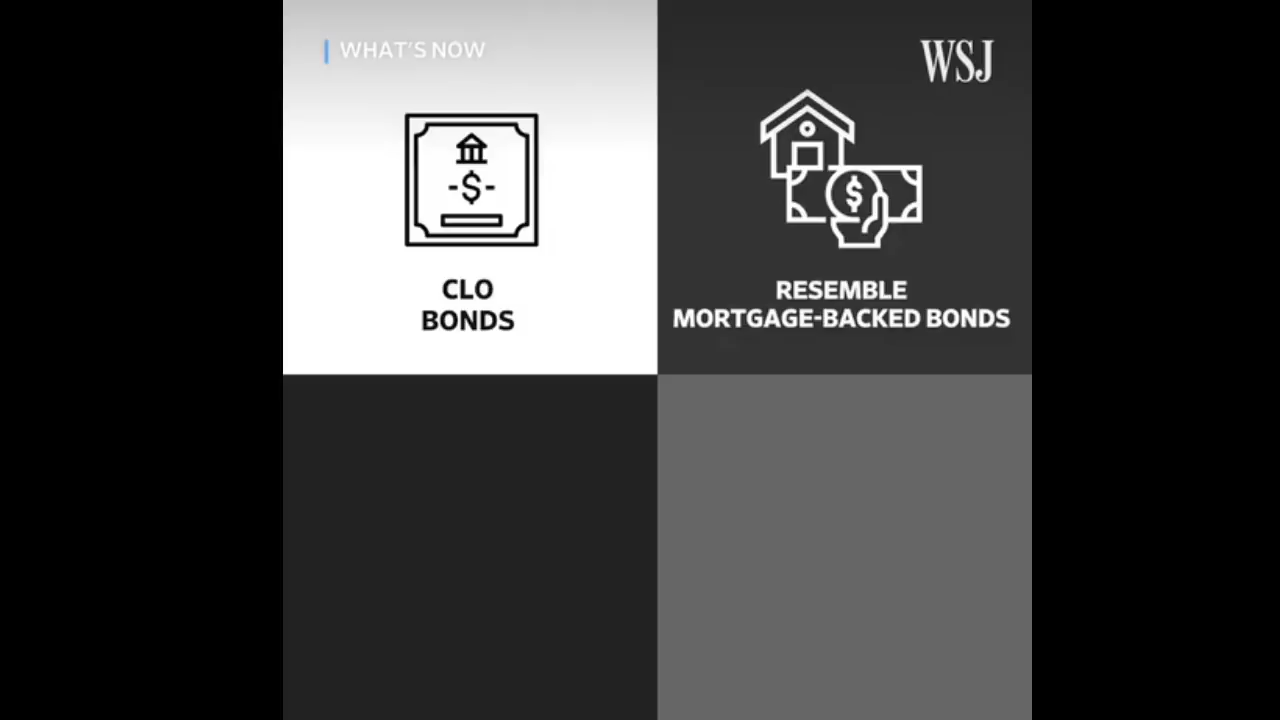 WHAT'S NOW
WSJ
$
$
CLO
BONDS
RESEMBLE
MORTGAGE-BACKED BONDS